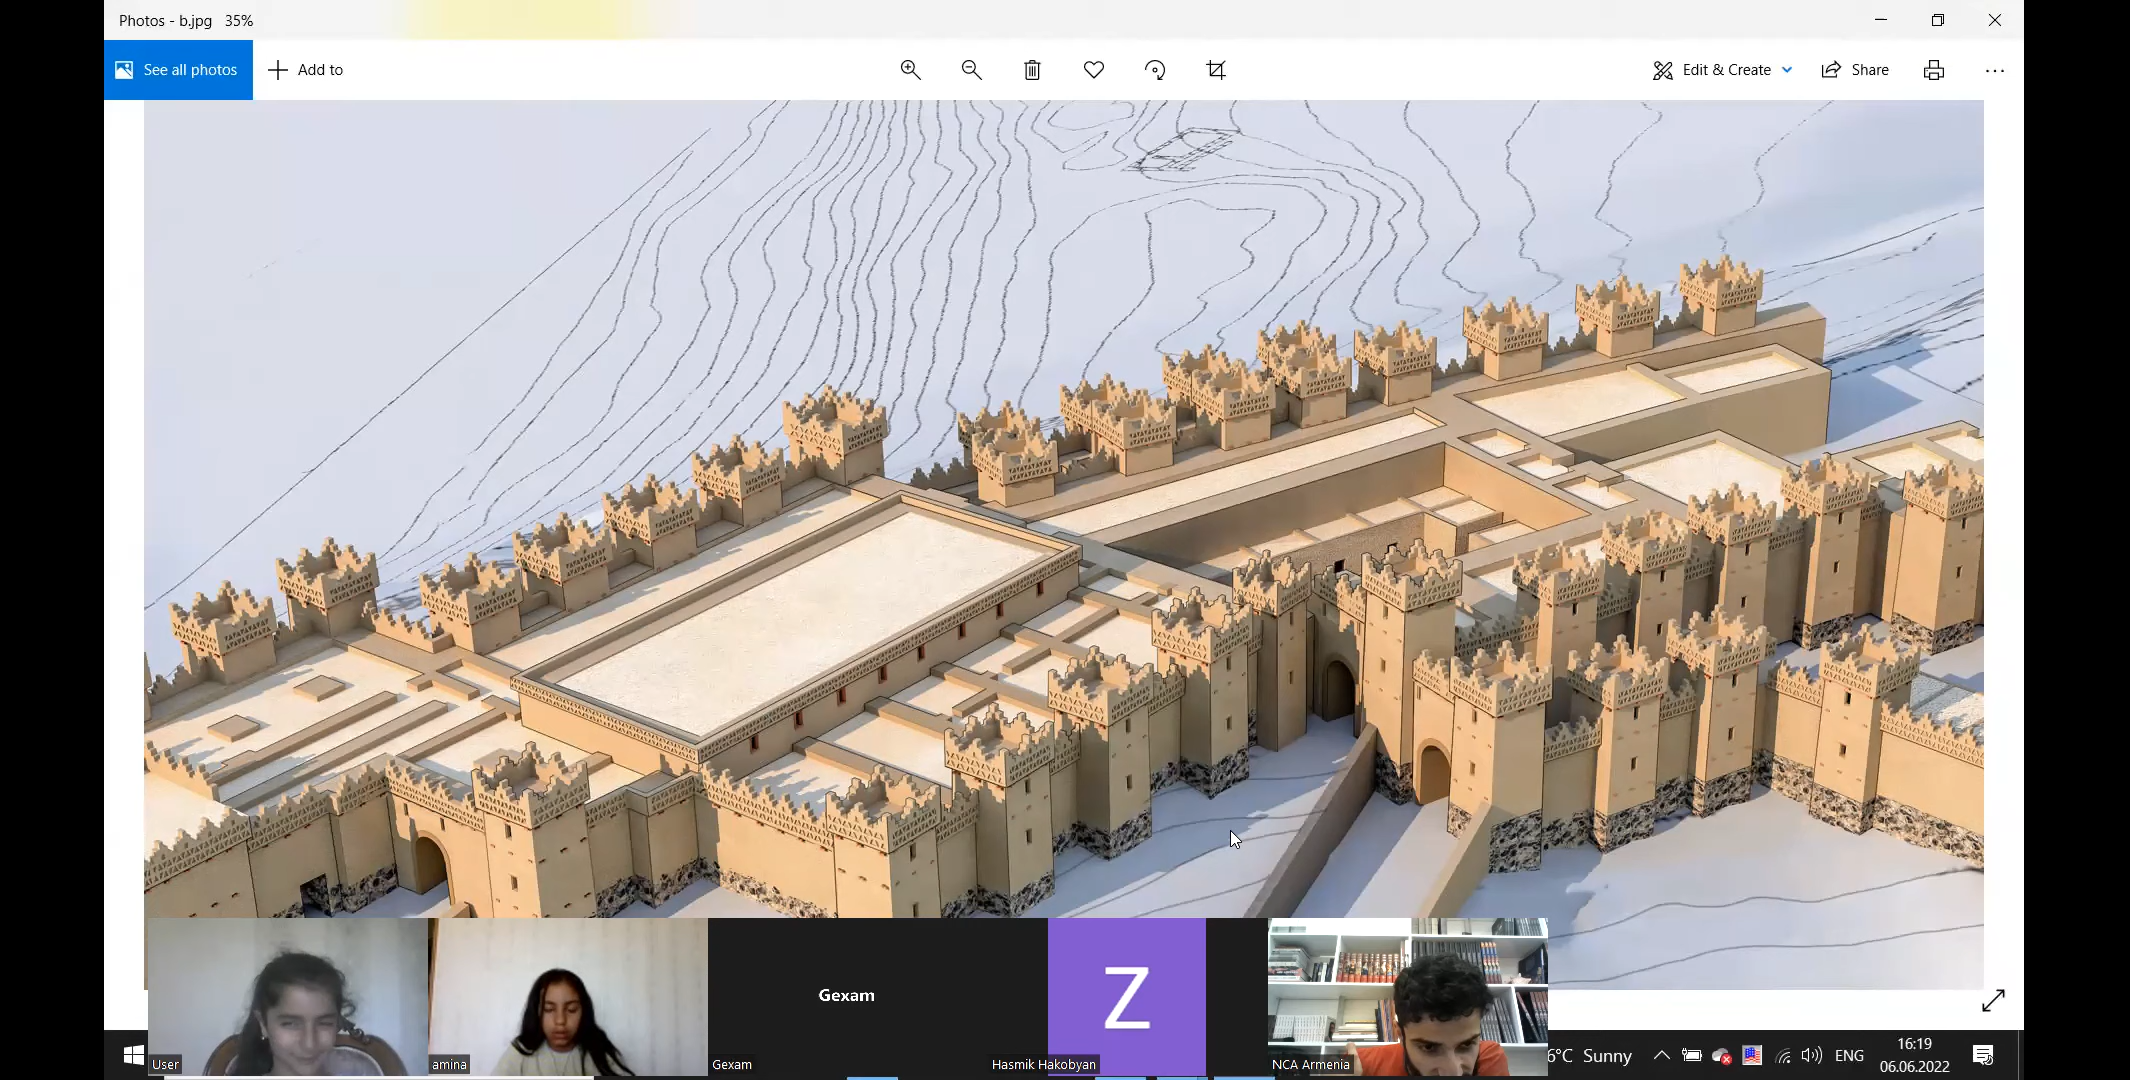 Photos - b.jpg 35%
See all photos
Add to
Edit & Create
Share
Gexam
Z
User
amina
Gexam
Hasmik Hakobyan
NCA Armenia
6°C Sunny
ENG
16:19
06.06.2022